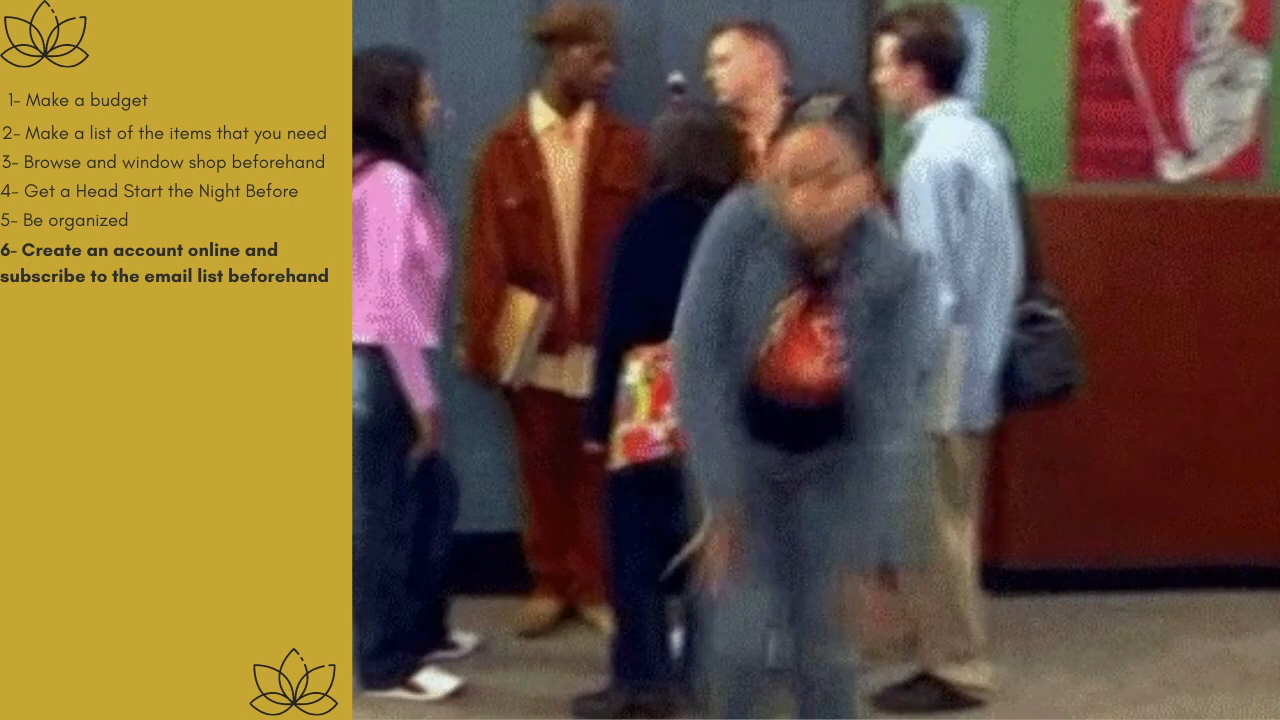 1- Make a budget
2- Make a list of the items that you need
3- Browse and window shop beforehand
4- Get a Head Start the Night Before
5- Be organized
6- Create an account online and
subscribe to the email list beforehand